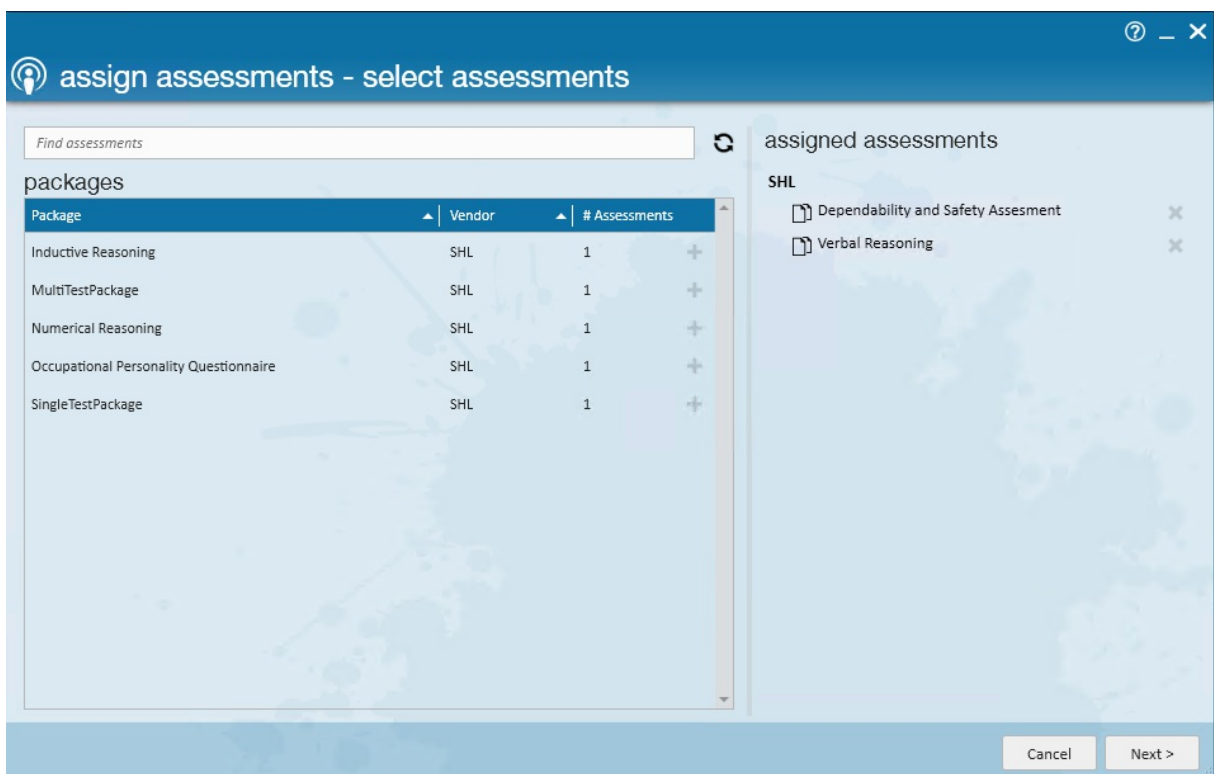 assign assessments - select assessments
Find assessments
packages
Package Vendor # Assessments
Inductive Reasoning SHL 1
MultiTestPackage SHL 1
Numerical Reasoning SHL 1
Occupational Personality Questionnaire SHL 1
SingleTestPackage SHL 1
assigned assessments
SHL
Dependability and Safety Assesment
Verbal Reasoning
Cancel Next >